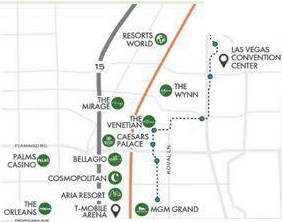 RESORTS
WORLD
LAS VEGAS
CONVENTION
CENTER
15
THE
WYNN
THE
MIRAGE
THE
VENETIAN
CAESARS
PALACE
FLAMINGO RD
PALMS
CASINO
BELLAGIO
KOVAL LN
COSMOPOLITAN
ARIA RESORT
THE
ORLEANS
T-MOBILE
ARENA
MGM GRAND
TROPICANA AVE